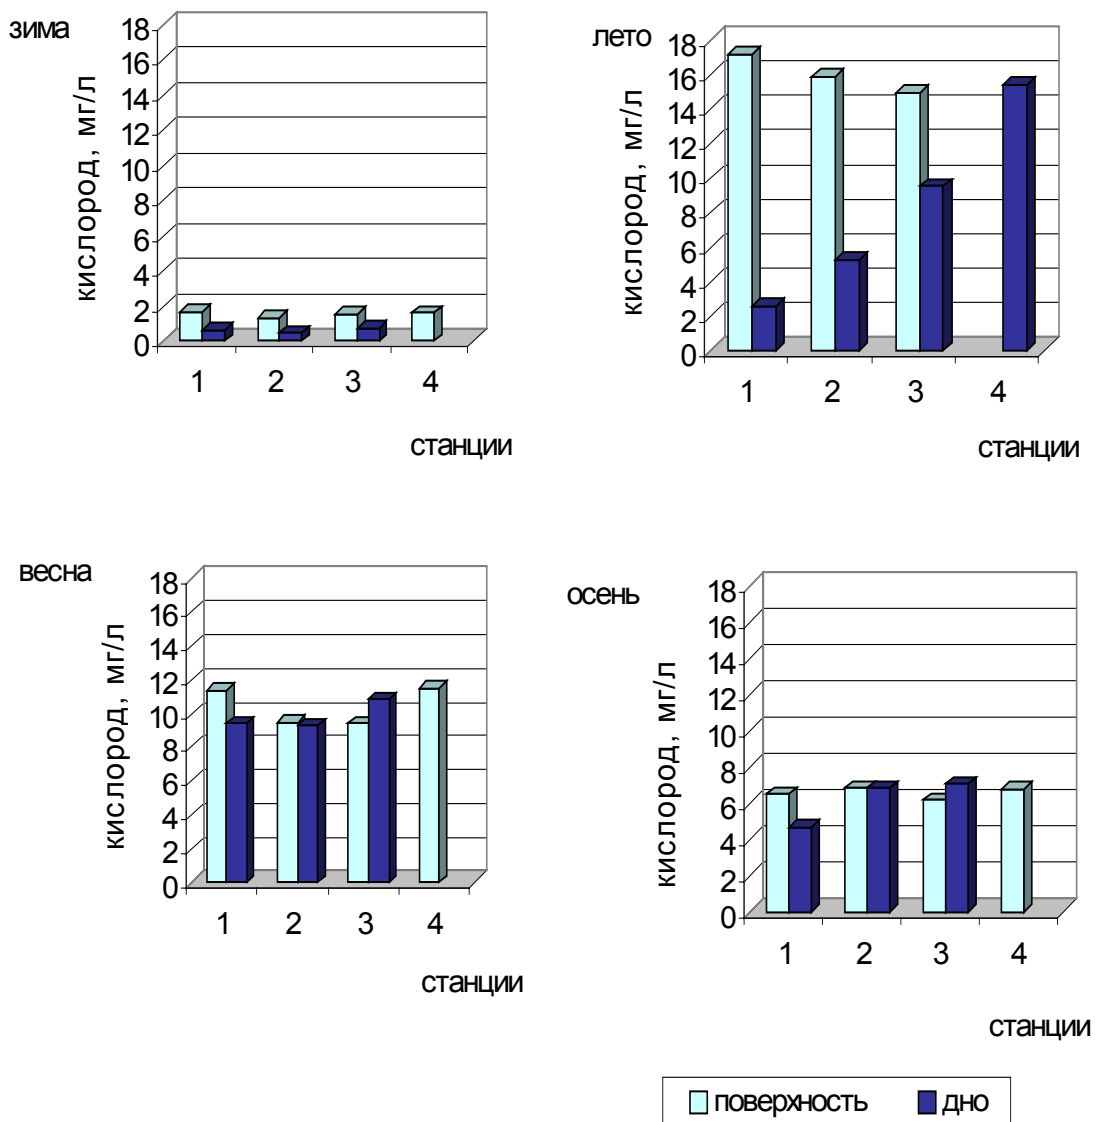 зима
кислород, мг/л
18
16
14
12
10
8
6
4
2
0
1 2 3 4
станции
лето
кислород, мг/л
18
16
14
12
10
8
6
4
2
0
1 2 3 4
станции
весна
кислород, мг/л
18
16
14
12
10
8
6
4
2
0
1 2 3 4
станции
осень
кислород, мг/л
18
16
14
12
10
8
6
4
2
0
1 2 3 4
станции
поверхность дно